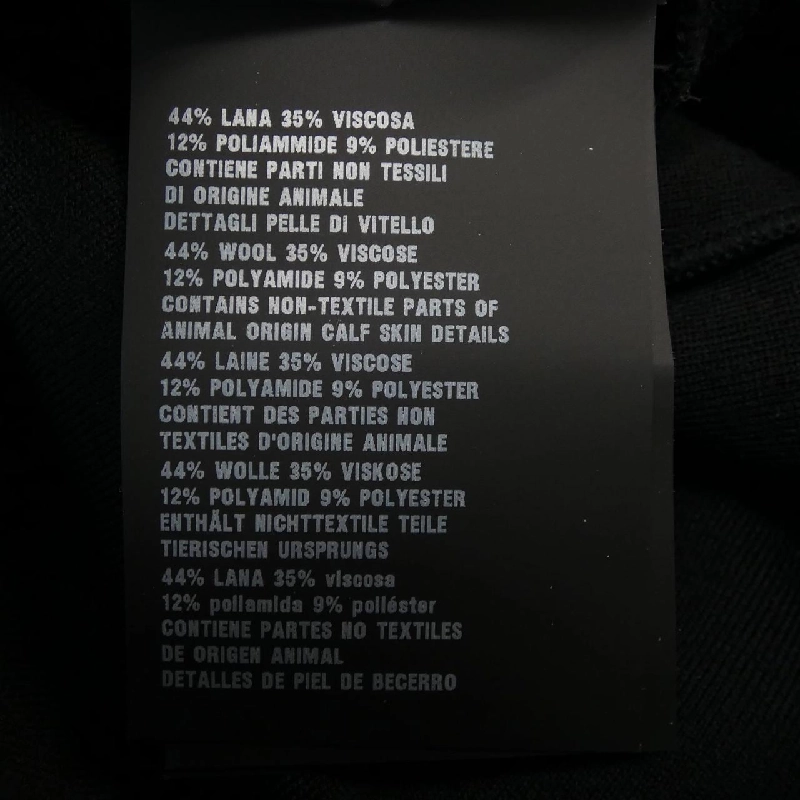 44% LANA 35% VISCOSA
12% POLIAMMIDE 9% POLIESTERE
CONTIENE PARTI NON TESSILI
DI ORIGINE ANIMALE
DETTAGLI PELLE DI VITELLO
44% WOOL 35% VISCOSE
12% POLYAMIDE 9% POLYESTER
CONTAINS NON-TEXTILE PARTS OF
ANIMAL ORIGIN CALF SKIN DETAILS
44% LAINE 35% VISCOSE
12% POLYAMIDE 9% POLYESTER
CONTIENT DES PARTIES NON
TEXTILES D'ORIGINE ANIMALE
44% WOLLE 35% VISKOSE
12% POLYAMID 9% POLYESTER
ENTHÄLT NICHTTEXTILE TEILE
TIERISCHEN URSPRUNGS
44% LANA 35% viscosa
12% poliamida 9% poliéster
CONTIENE PARTES NO TEXTILES
DE ORIGEN ANIMAL
DETALLES DE PIEL DE BECERRO